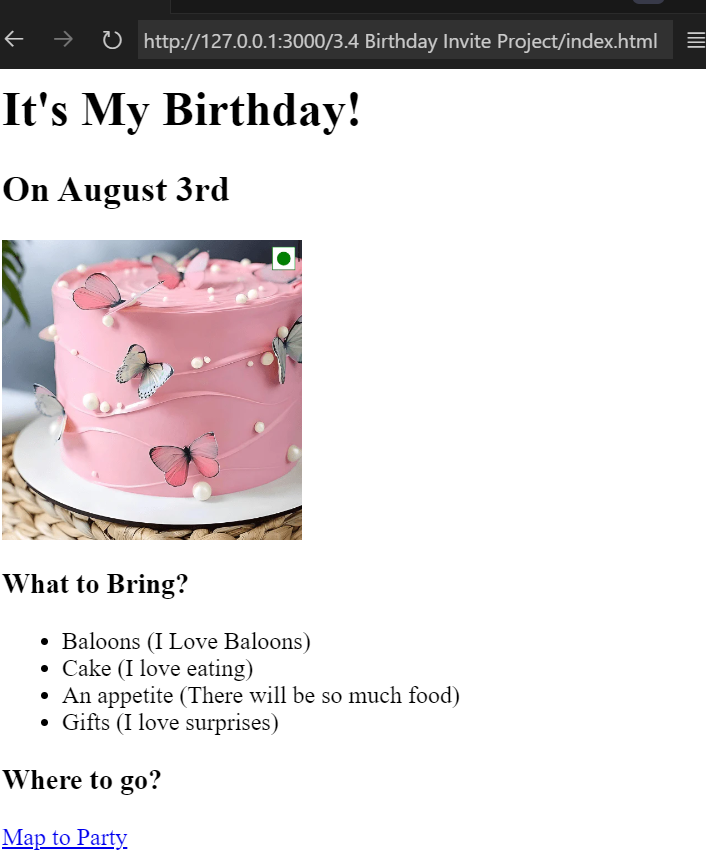 http://127.0.0.1:3000/3.4 Birthday Invite Project/index.html
It's My Birthday!
On August 3rd
What to Bring?
Baloons (I Love Baloons)
Cake (I love eating)
An appetite (There will be so much food)
Gifts (I love surprises)
Where to go?
Map to Party